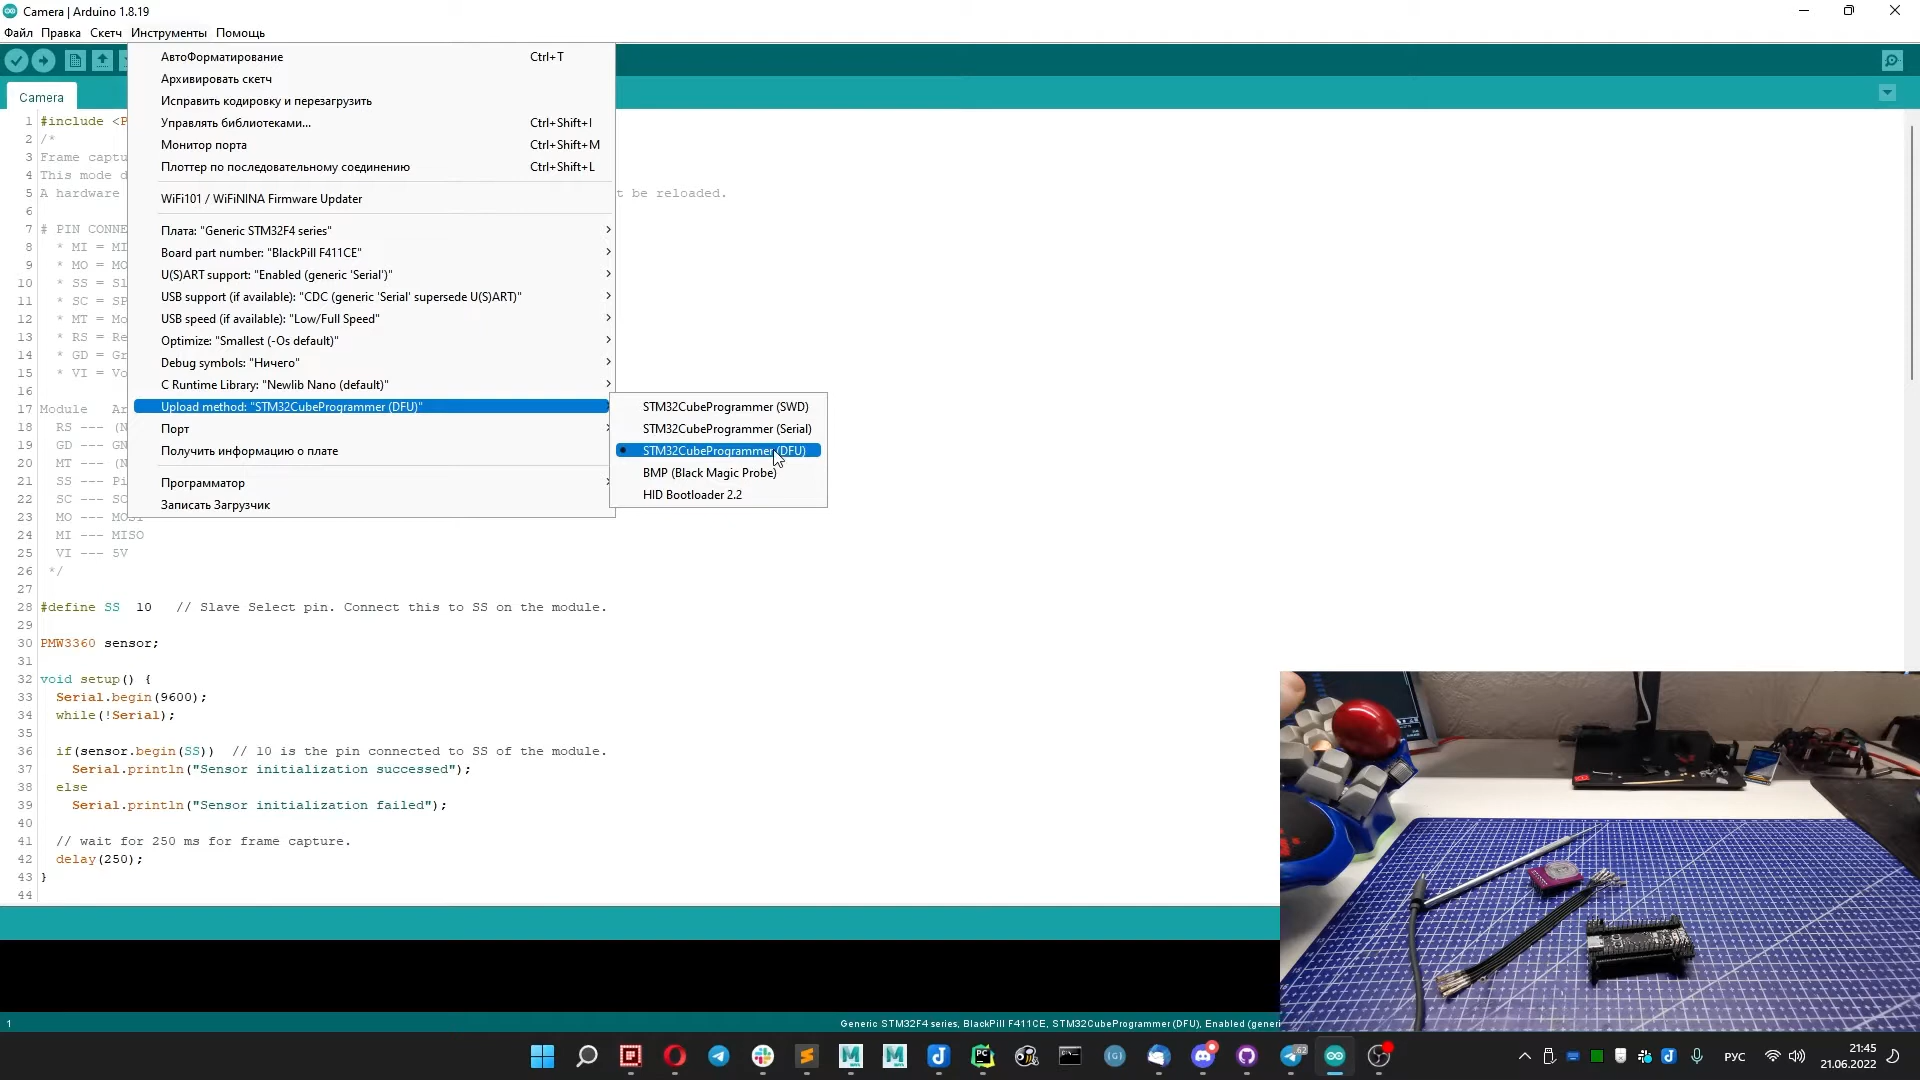 Camera | Arduino 1.8.19
Файл Правка Скетч Инструменты Помощь
АвтоФорматирование Ctrl+T
Архивировать скетч
Исправить кодировку и перезагрузить
Управлять библиотеками... Ctrl+Shift+I
Монитор порта Ctrl+Shift+M
Плоттер по последовательному соединению Ctrl+Shift+L
WiFi101 / WiFiNINA Firmware Updater
Плата: "Generic STM32F4 series"
Board part number: "BlackPill F411CE"
U(S)ART support: "Enabled (generic 'Serial')"
USB support (if available): "CDC (generic 'Serial' supersede U(S)ART)"
USB speed (if available): "Low/Full Speed"
Optimize: "Smallest (-Os default)"
Debug symbols: "Ничего"
C Runtime Library: "Newlib Nano (default)"
Upload method: "STM32CubeProgrammer (DFU)"
Порт
Получить информацию о плате
Программатор
Записать Загрузчик
STM32CubeProgrammer (SWD)
STM32CubeProgrammer (Serial)
STM32CubeProgrammer (DFU)
BMP (Black Magic Probe)
HID Bootloader 2.2
Camera
1 #include <P
2 /*
3 Frame captu
4 This mode d
5 A hardware t be reloaded.
6
7 # PIN CONNE
8 * MI = MI
9 * MO = MO
10 * SS = Sl
11 * SC = SP
12 * MT = Mo
13 * RS = Re
14 * GD = Gr
15 * VI = Vo
16
17 Module Ar
18 RS --- (N
19 GD --- GN
20 MT --- (N
21 SS --- Pi
22 SC --- SC
23 MO --- MOSI
24 MI --- MISO
25 VI --- 5V
26 */
27
28 #define SS 10 // Slave Select pin. Connect this to SS on the module.
29
30 PMW3360 sensor;
31
32 void setup() {
33 Serial.begin(9600);
34 while(!Serial);
35
36 if(sensor.begin(SS)) // 10 is the pin connected to SS of the module.
37 Serial.println("Sensor initialization successed");
38 else
39 Serial.println("Sensor initialization failed");
40
41 // wait for 250 ms for frame capture.
42 delay(250);
43 }
44
1 Generic STM32F4 series, BlackPill F411CE, STM32CubeProgrammer (DFU), Enabled (generi
62
РУС
21:45
21.06.2022